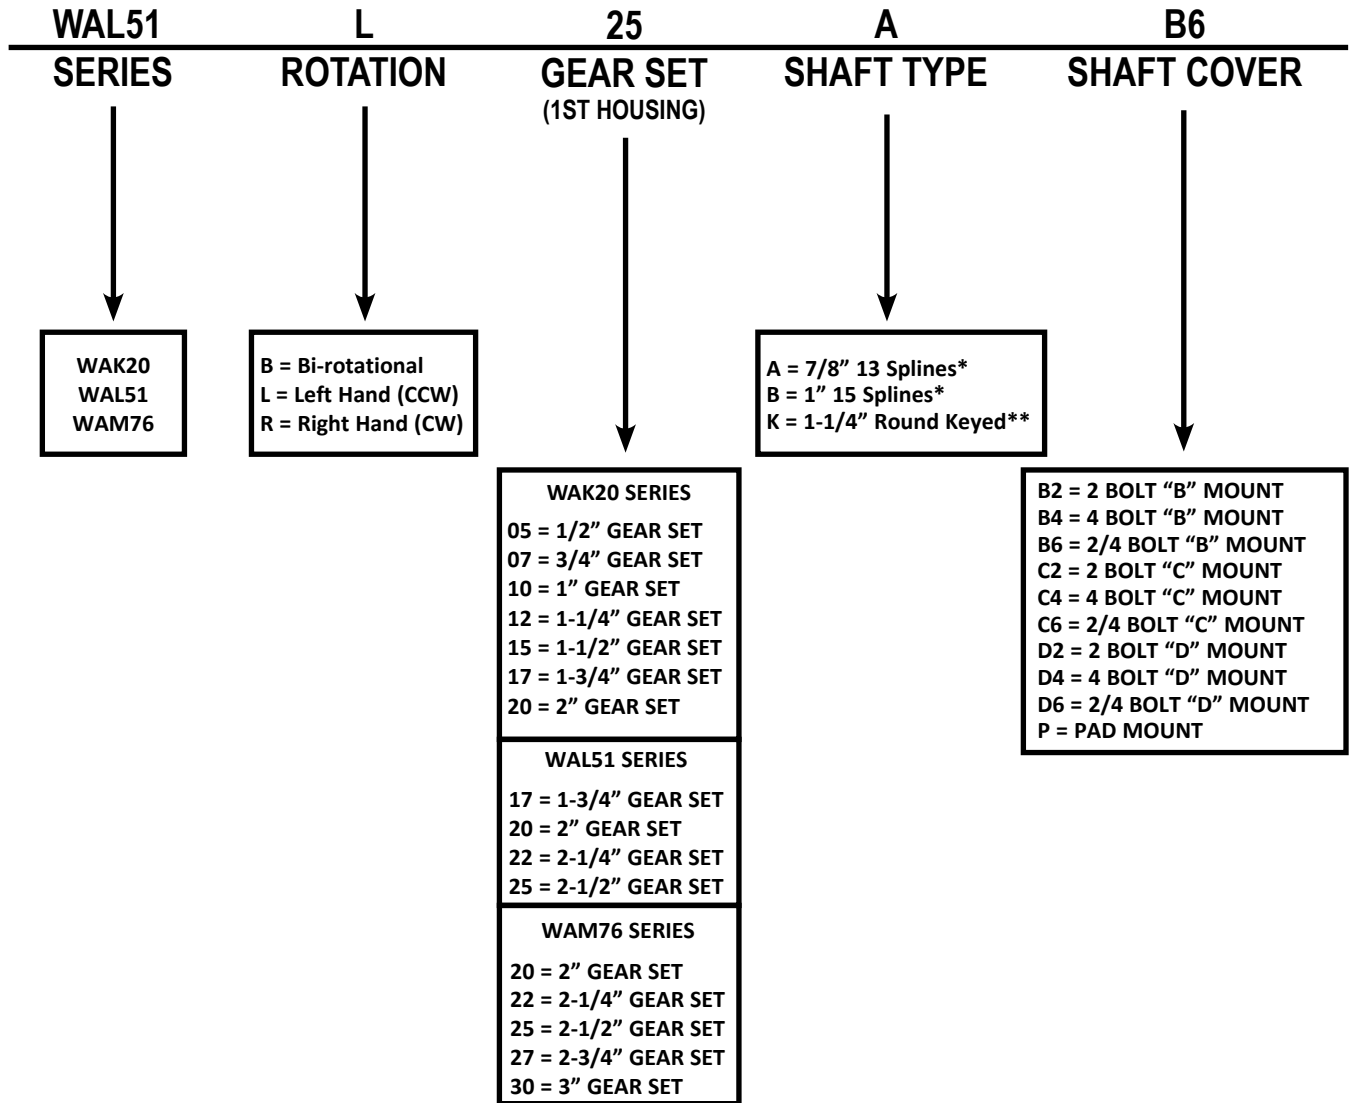 WAL51 L 25 A B6
SERIES ROTATION GEAR SET SHAFT TYPE SHAFT COVER
(1ST HOUSING)
WAK20
WAL51
WAM76
B = Bi-rotational
L = Left Hand (CCW)
R = Right Hand (CW)
WAK20 SERIES
05 = 1/2” GEAR SET
07 = 3/4” GEAR SET
10 = 1” GEAR SET
12 = 1-1/4” GEAR SET
15 = 1-1/2” GEAR SET
17 = 1-3/4” GEAR SET
20 = 2” GEAR SET
WAL51 SERIES
17 = 1-3/4” GEAR SET
20 = 2” GEAR SET
22 = 2-1/4” GEAR SET
25 = 2-1/2” GEAR SET
WAM76 SERIES
20 = 2” GEAR SET
22 = 2-1/4” GEAR SET
25 = 2-1/2” GEAR SET
27 = 2-3/4” GEAR SET
30 = 3” GEAR SET
A = 7/8” 13 Splines*
B = 1” 15 Splines*
K = 1-1/4” Round Keyed**
B2 = 2 BOLT “B” MOUNT
B4 = 4 BOLT “B” MOUNT
B6 = 2/4 BOLT “B” MOUNT
C2 = 2 BOLT “C” MOUNT
C4 = 4 BOLT “C” MOUNT
C6 = 2/4 BOLT “C” MOUNT
D2 = 2 BOLT “D” MOUNT
D4 = 4 BOLT “D” MOUNT
D6 = 2/4 BOLT “D” MOUNT
P = PAD MOUNT